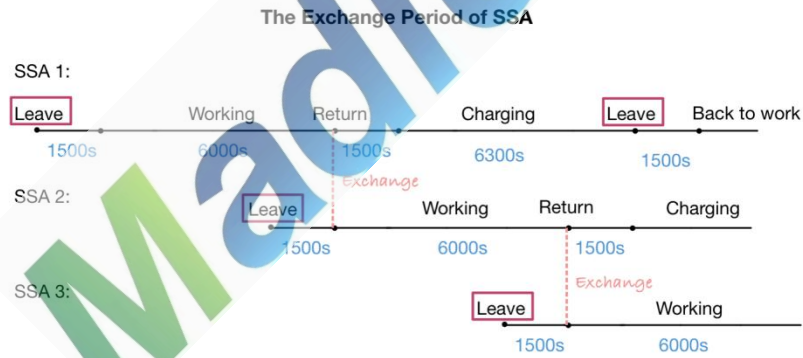 The Exchange Period of SSA
SSA 1:
Leave Working Return Charging Leave Back to work
1500s 6000s 1500s 6300s 1500s
Exchange
SSA 2:
Leave Working Return Charging
1500s 6000s 1500s
Exchange
SSA 3:
Leave Working
1500s 6000s